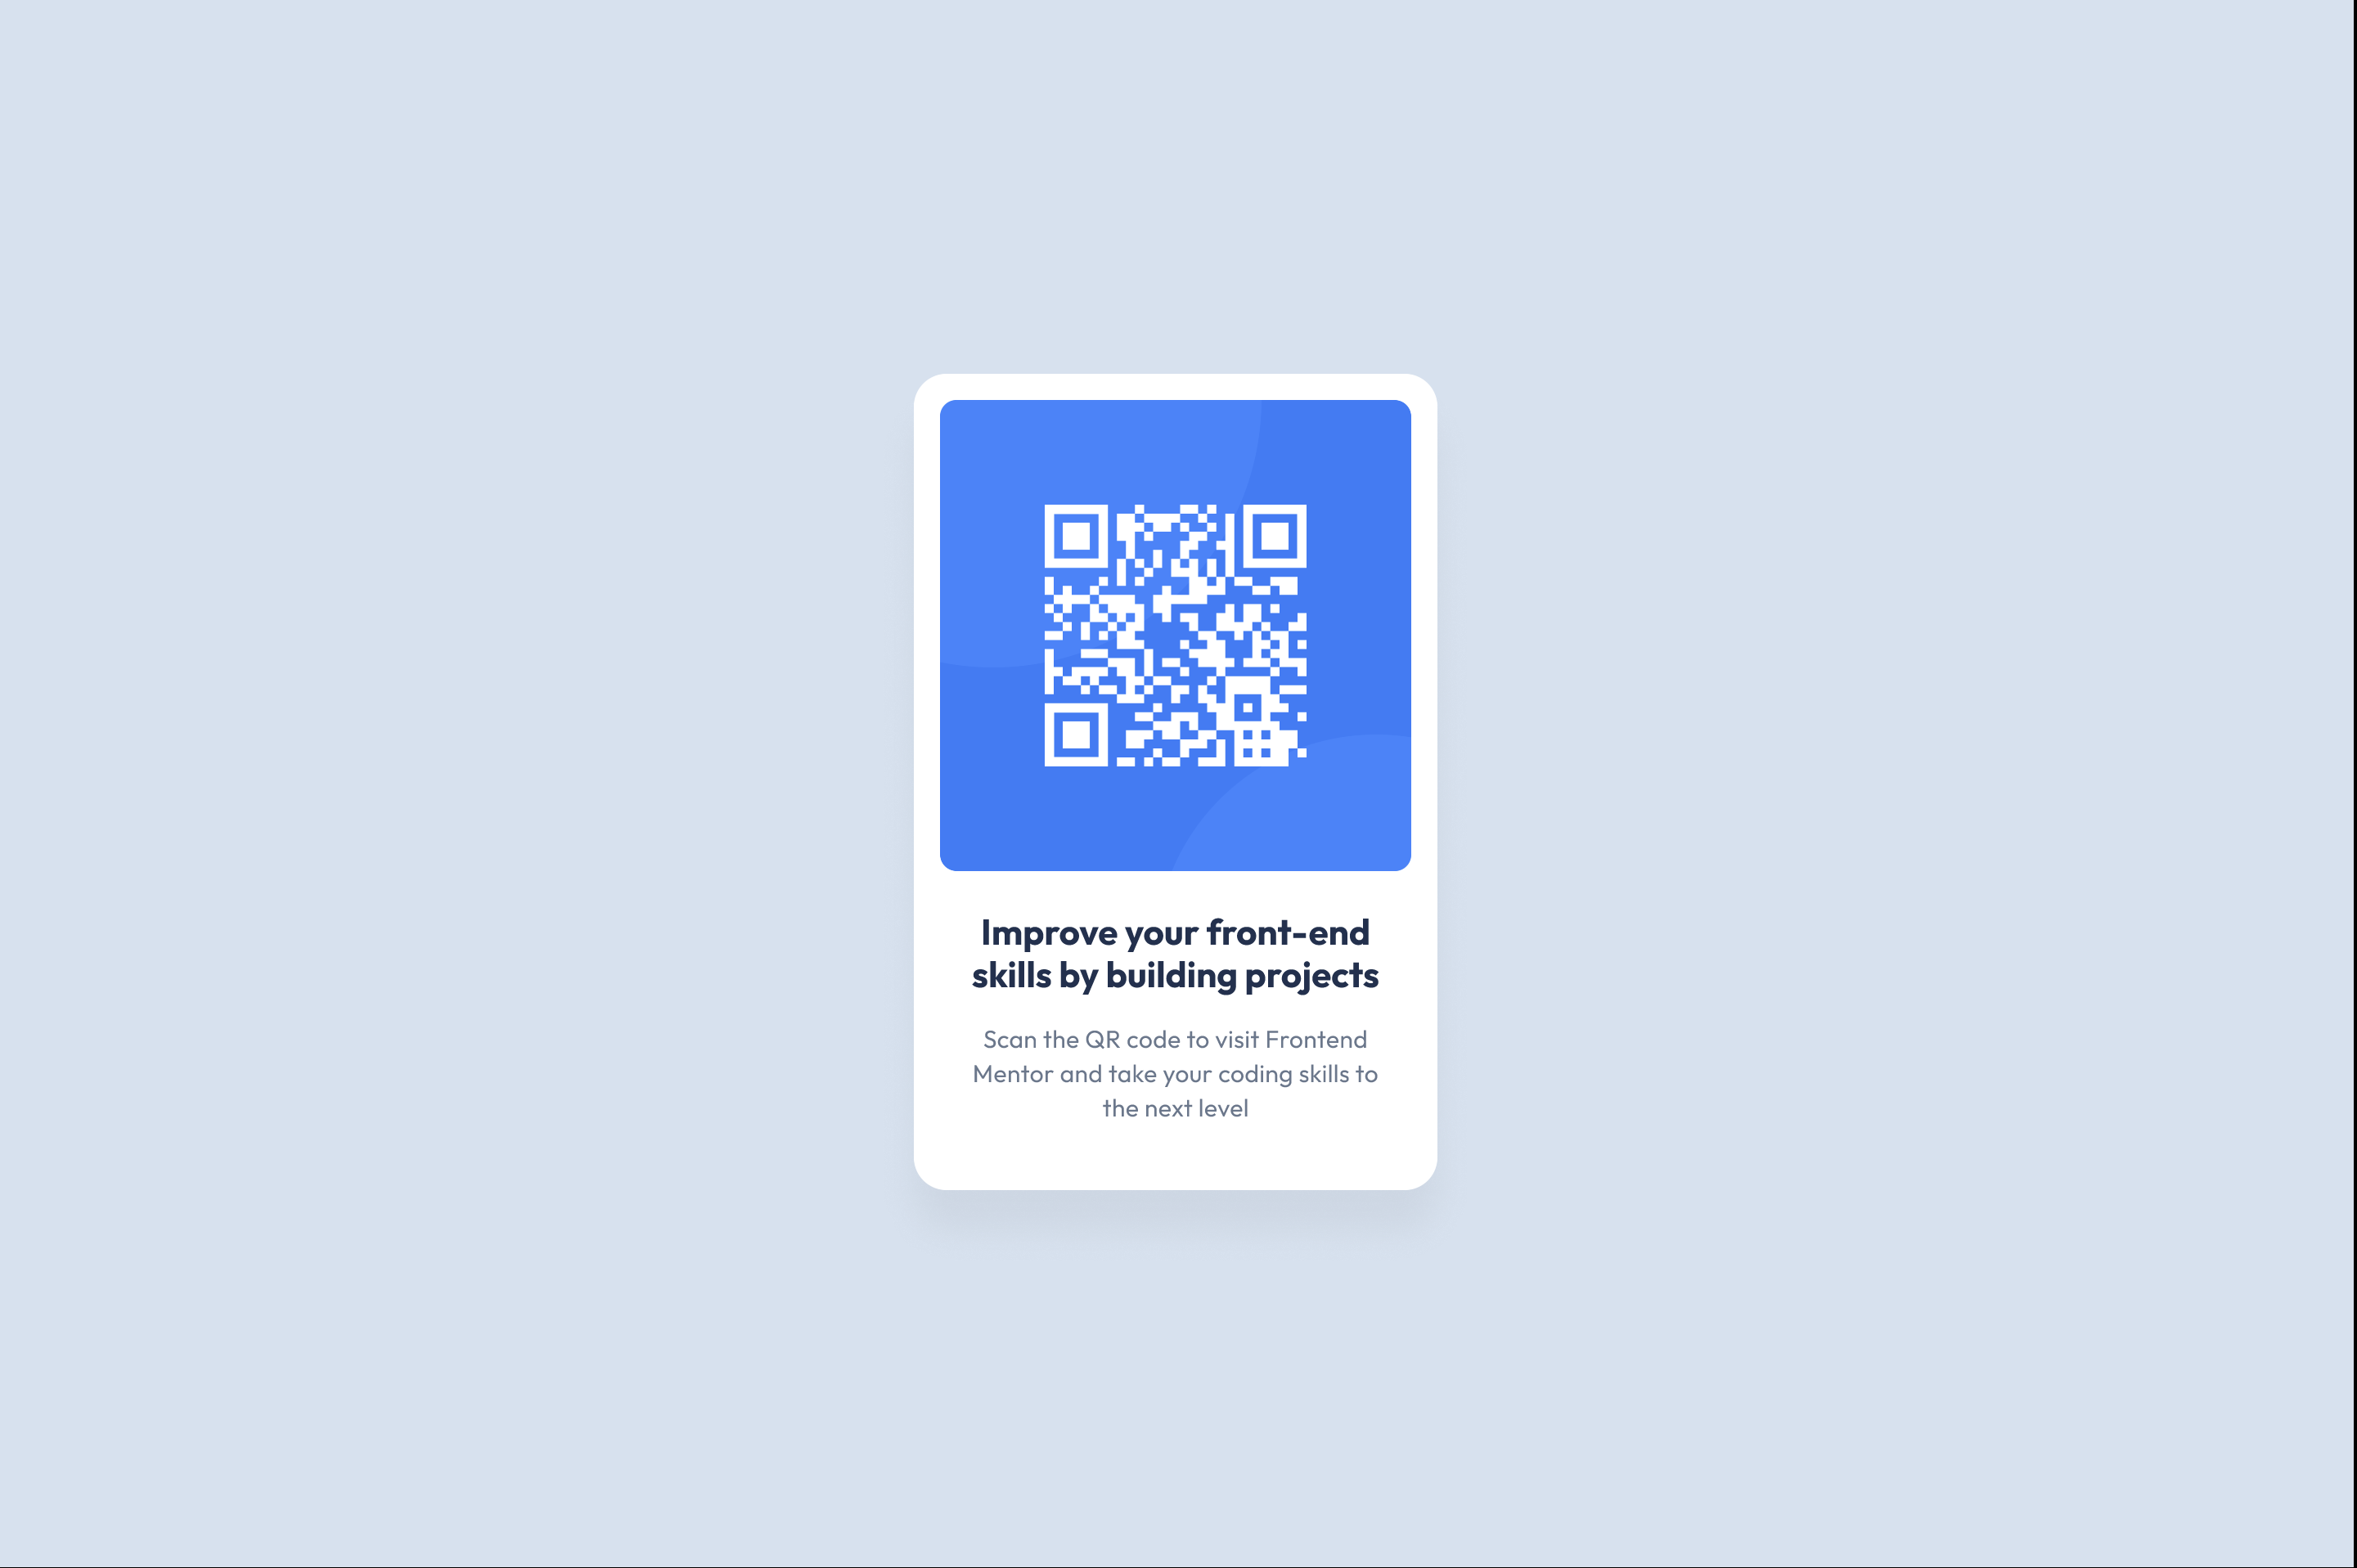 Improve your front-end
skills by building projects
Scan the QR code to visit Frontend
Mentor and take your coding skills to
the next level